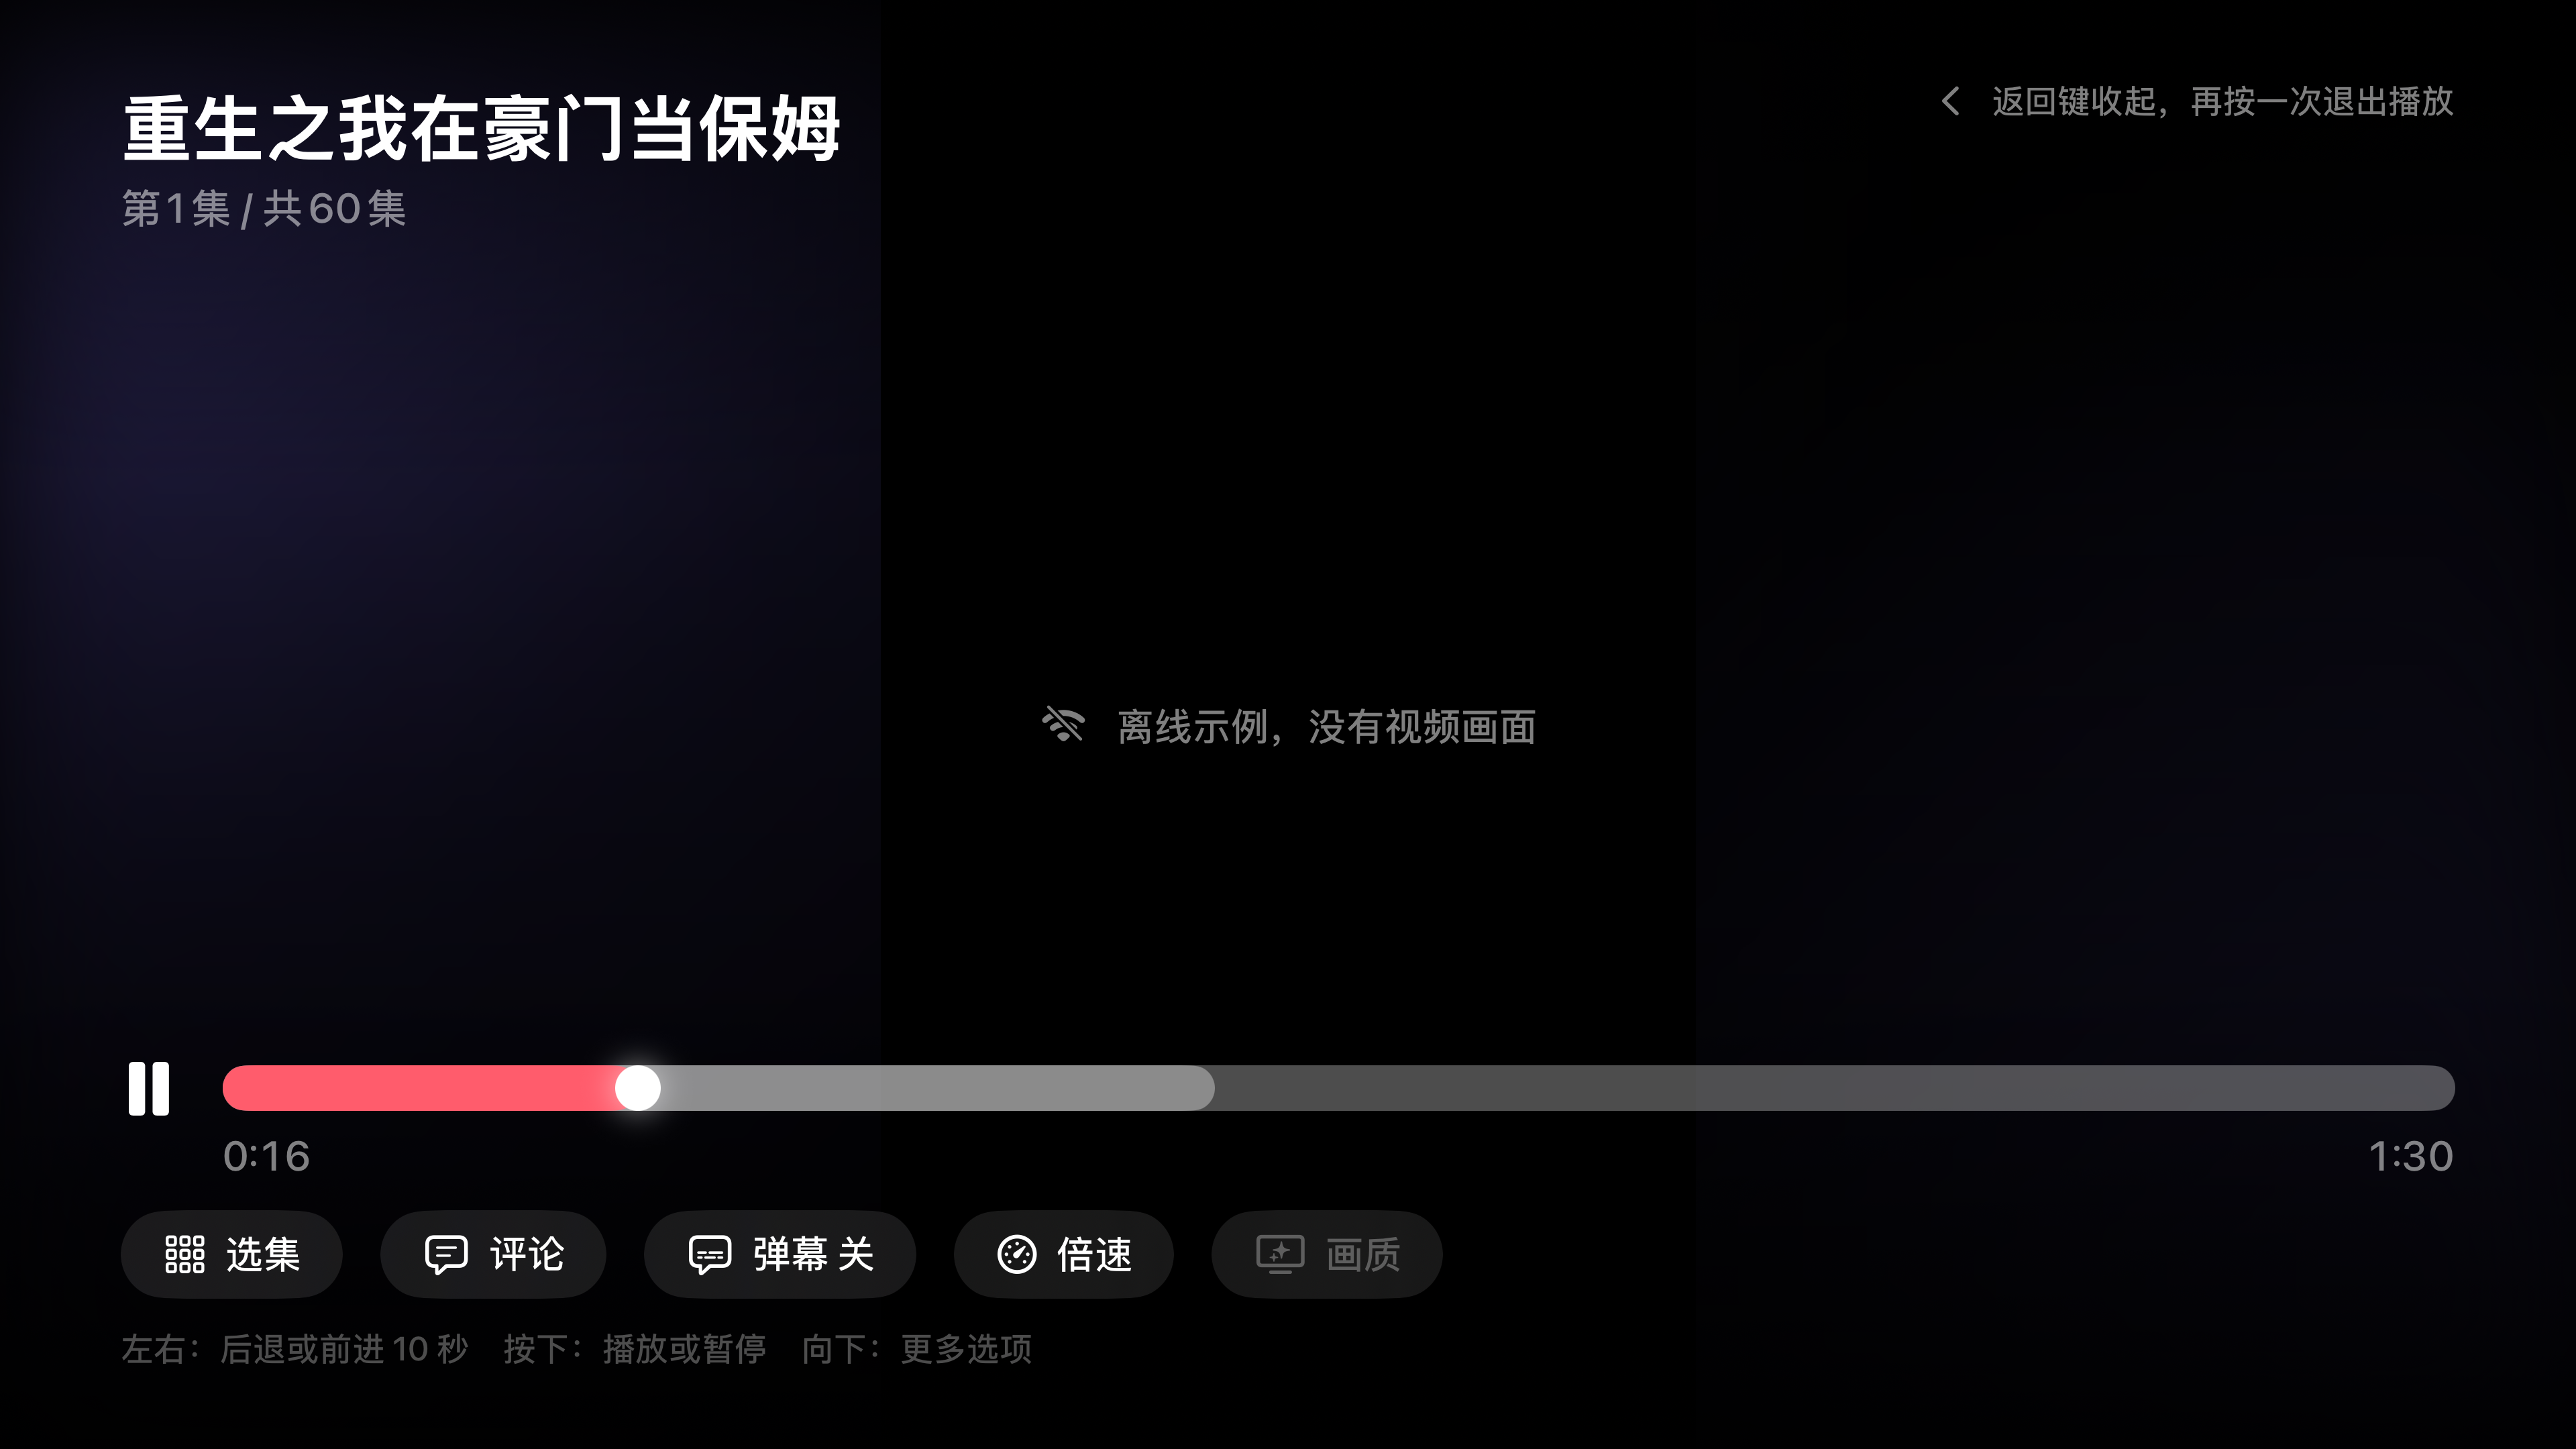 重生之我在豪门当保姆
返回键收起，再按一次退出播放
第1集 / 共60集
离线示例，没有视频画面
0:16
1:30
选集 评论 弹幕 关 倍速 画质
左右：后退或前进 10 秒 按下：播放或暂停 向下：更多选项